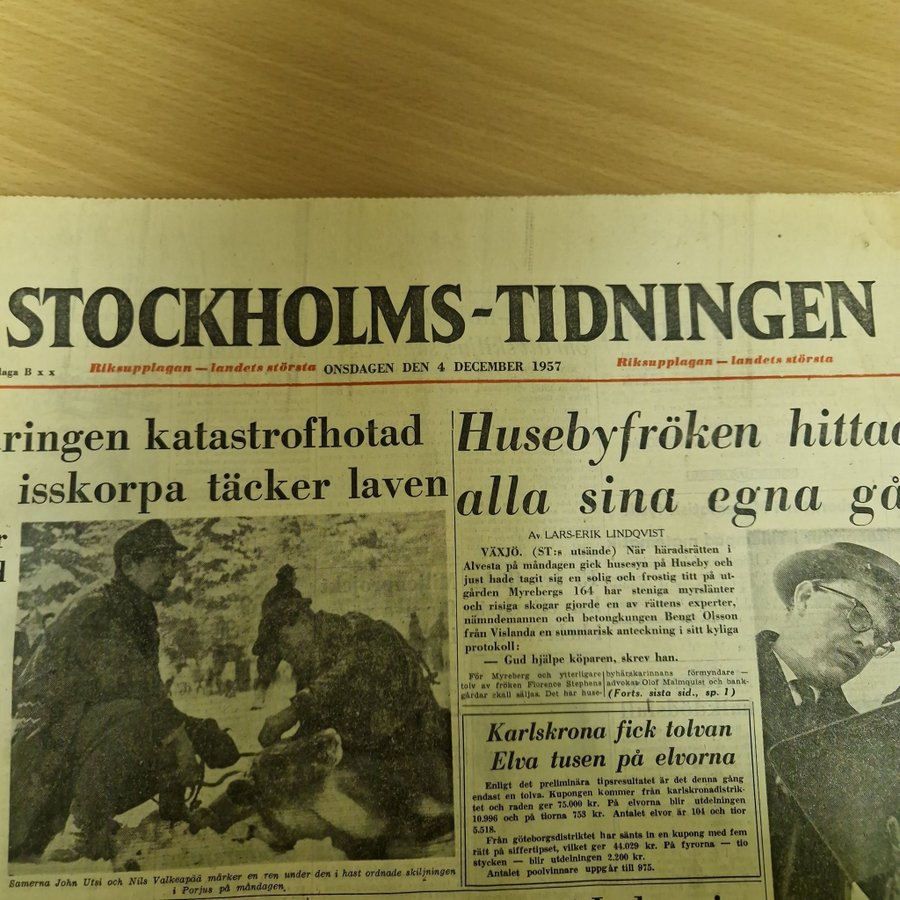 STOCKHOLMS-TIDNINGEN
laga B x x
Riksupplagan — landets största
ONSDAGEN DEN 4 DECEMBER 1957
Riksupplagan — landets största
ringen katastrofhotad
isskorpa täcker laven
Samerna John Utsi och Nils Valkeapää märker en ren under den i hast ordnade skiljningen
i Porjus på måndagen.
Husebyfröken hittac
alla sina egna gå
Av LARS-ERIK LINDQVIST
VÄXJÖ. (ST:s utsände) När häradsrätten i
Alvesta på måndagen gick husesyn på Huseby och
just hade tagit sig en solig och frostig titt på ut-
gården Myrebergs 164 har steniga myrslänter
och risiga skogar gjorde en av rättens experter,
nämndemannen och betongkungen Bengt Olsson
från Vislanda en summarisk anteckning i sitt kyliga
protokoll:
— Gud hjälpe köparen, skrev han.
För Myreberg och ytterligare
tolv av fröken Florence Stephens
gårdar skall säljas. Det har huse-
byhärskarinnans förmyndare —
advokat Olof Malmquist och bank-
(Forts. sista sid., sp. 1)
Karlskrona fick tolvan
Elva tusen på elvorna
Enligt det preliminära tipsresultatet är det denna gång
endast en tolva. Kupongen kommer från karlskronadistrik-
tet och raden ger 75.000 kr. På elvorna blir utdelningen
10.996 och på tiorna 753 kr. Antalet elvor är 104 och tior
5.518.
Från göteborgsdistriktet har sänts in en kupong med fem
rätt på siffertipset, vilket ger 44.029 kr. På fyrorna — tio
stycken — blir utdelningen 2.200 kr.
Antalet poolvinnare uppgår till 975.